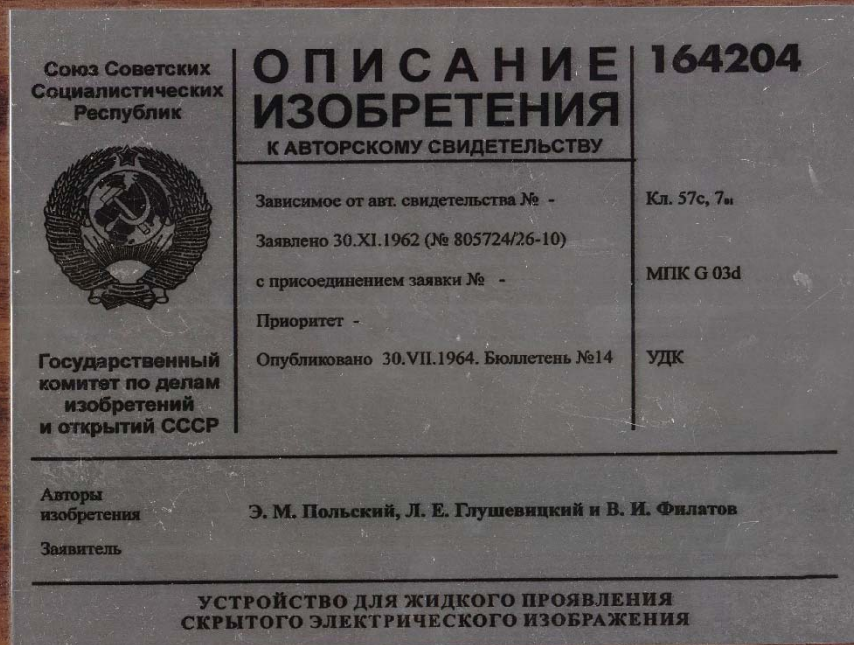 Союз Советских
Социалистических
Республик
Государственный
комитет по делам
изобретений
и открытий СССР
ОПИСАНИЕ
ИЗОБРЕТЕНИЯ
К АВТОРСКОМУ СВИДЕТЕЛЬСТВУ
Зависимое от авт. свидетельства № -
Заявлено 30.XI.1962 (№ 805724/26-10)
с присоединением заявки № -
Приоритет -
Опубликовано 30.VII.1964. Бюллетень №14
164204
Кл. 57c, 7
МПК G 03d
УДК
Авторы
изобретения
Э. М. Польский, Л. Е. Глушевицкий и В. И. Филатов
Заявитель
УСТРОЙСТВО ДЛЯ ЖИДКОГО ПРОЯВЛЕНИЯ
СКРЫТОГО ЭЛЕКТРИЧЕСКОГО ИЗОБРАЖЕНИЯ